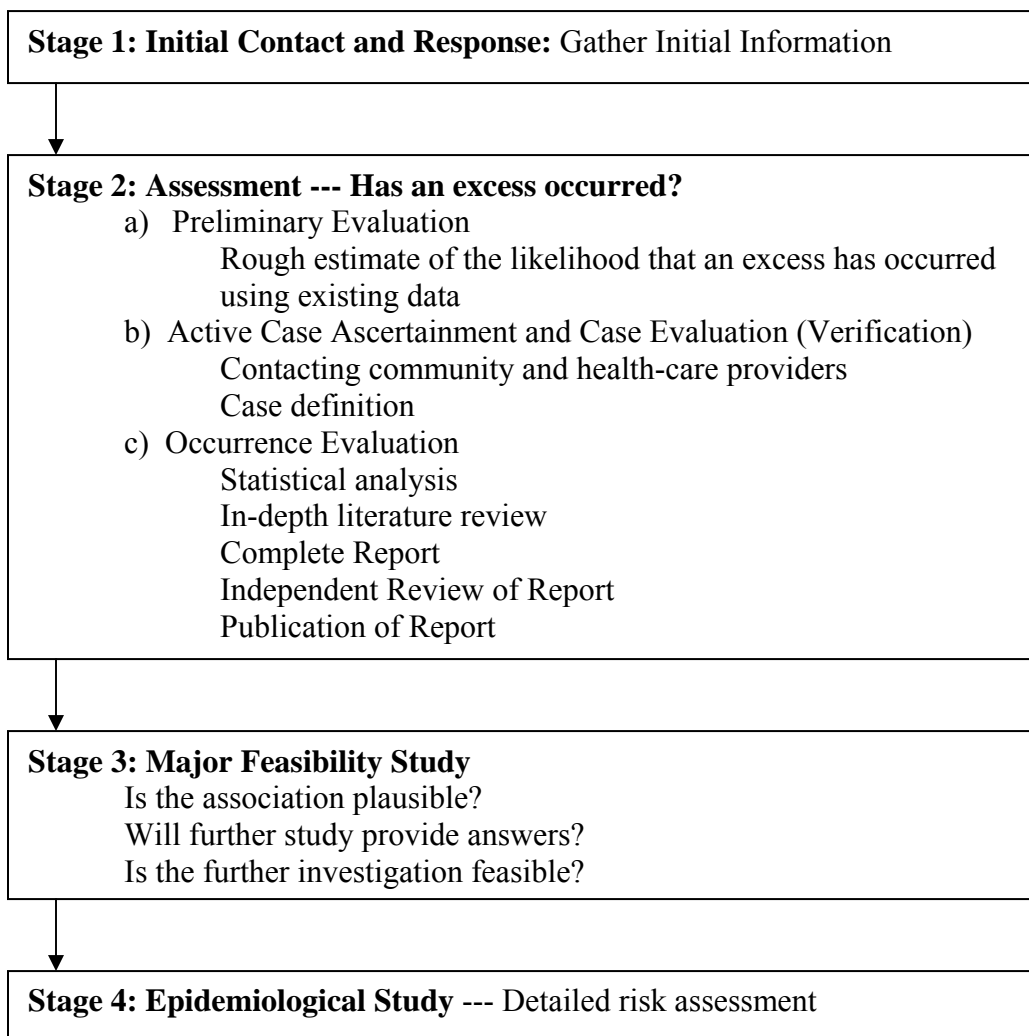 Stage 1: Initial Contact and Response: Gather Initial Information
Stage 2: Assessment --- Has an excess occurred?
a) Preliminary Evaluation
Rough estimate of the likelihood that an excess has occurred
using existing data
b) Active Case Ascertainment and Case Evaluation (Verification)
Contacting community and health-care providers
Case definition
c) Occurrence Evaluation
Statistical analysis
In-depth literature review
Complete Report
Independent Review of Report
Publication of Report
Stage 3: Major Feasibility Study
Is the association plausible?
Will further study provide answers?
Is the further investigation feasible?
Stage 4: Epidemiological Study --- Detailed risk assessment